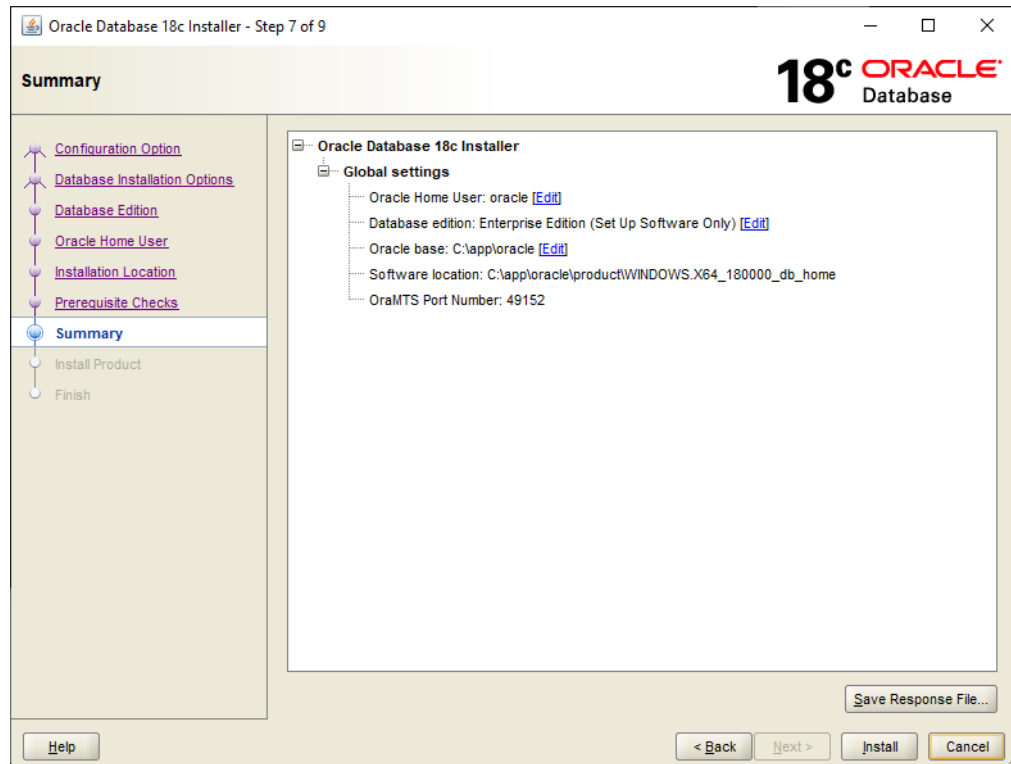 Oracle Database 18c Installer - Step 7 of 9
Summary
18c ORACLE
Database
Configuration Option
Database Installation Options
Database Edition
Oracle Home User
Installation Location
Prerequisite Checks
Summary
Install Product
Finish
Oracle Database 18c Installer
Global settings
Oracle Home User: oracle [Edit]
Database edition: Enterprise Edition (Set Up Software Only) [Edit]
Oracle base: C:\app\oracle [Edit]
Software location: C:\app\oracle\product\WINDOWS.X64_180000_db_home
OraMTS Port Number: 49152
Save Response File...
Help
< Back
Next >
Install
Cancel